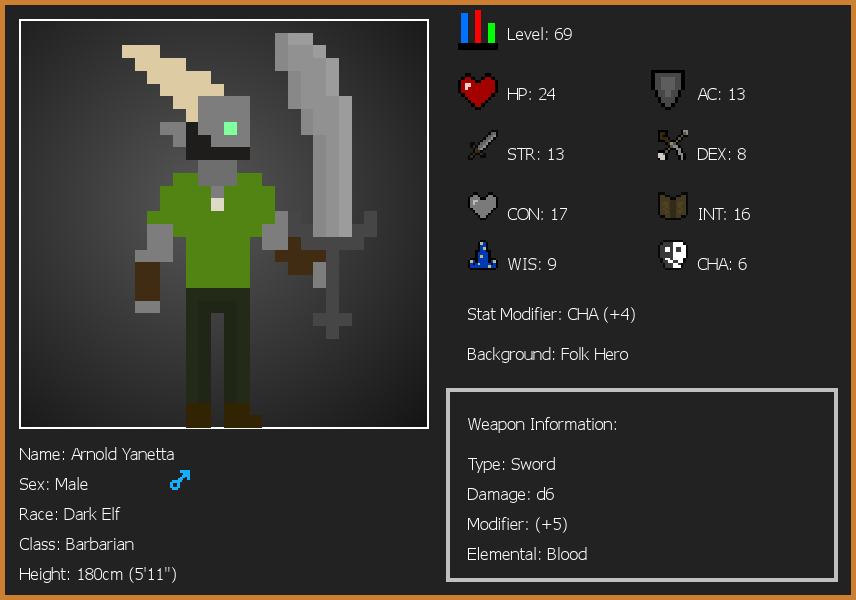 Level: 69
HP: 24
AC: 13
STR: 13
DEX: 8
CON: 17
INT: 16
WIS: 9
CHA: 6
Stat Modifier: CHA (+4)
Background: Folk Hero
Weapon Information:
Type: Sword
Damage: d6
Modifier: (+5)
Elemental: Blood
Name: Arnold Yanetta
Sex: Male
Race: Dark Elf
Class: Barbarian
Height: 180cm (5'11")